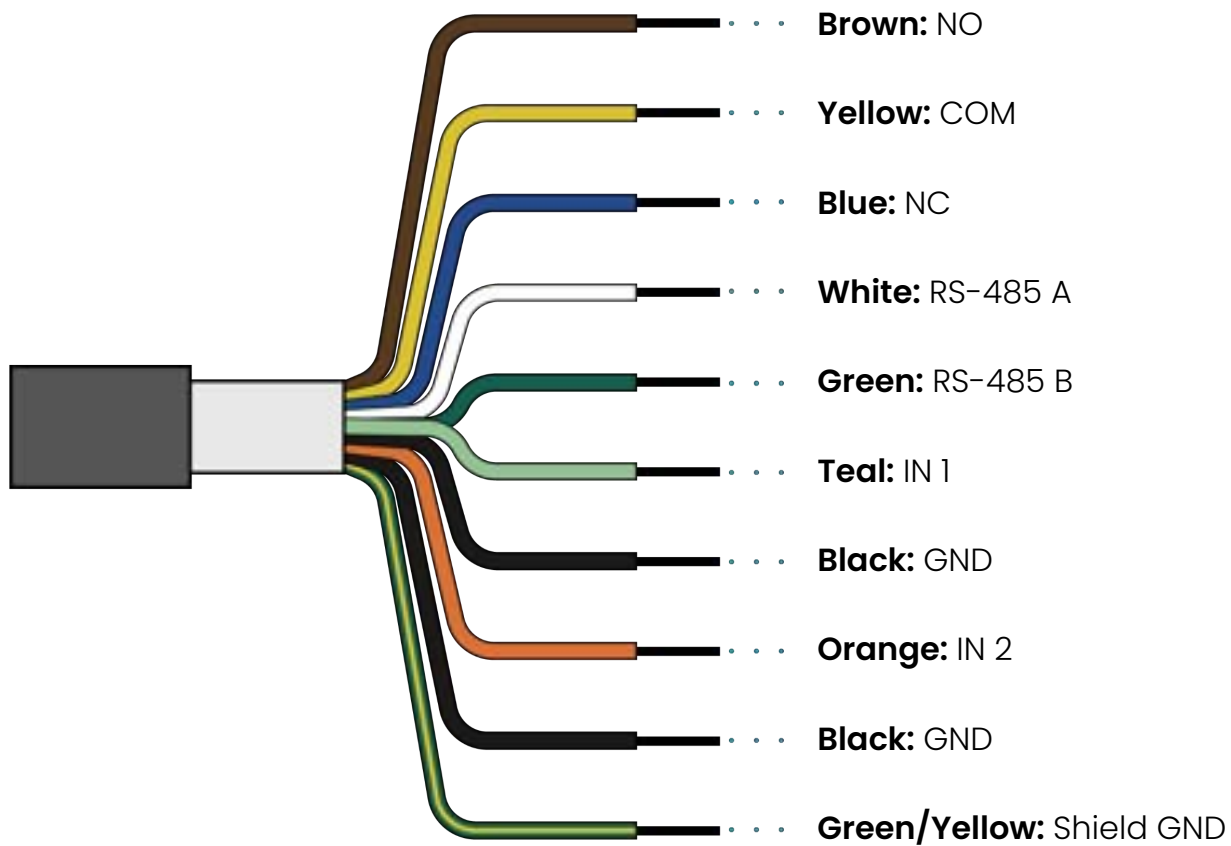 Brown: NO
Yellow: COM
Blue: NC
White: RS-485 A
Green: RS-485 B
Teal: IN 1
Black: GND
Orange: IN 2
Black: GND
Green/Yellow: Shield GND